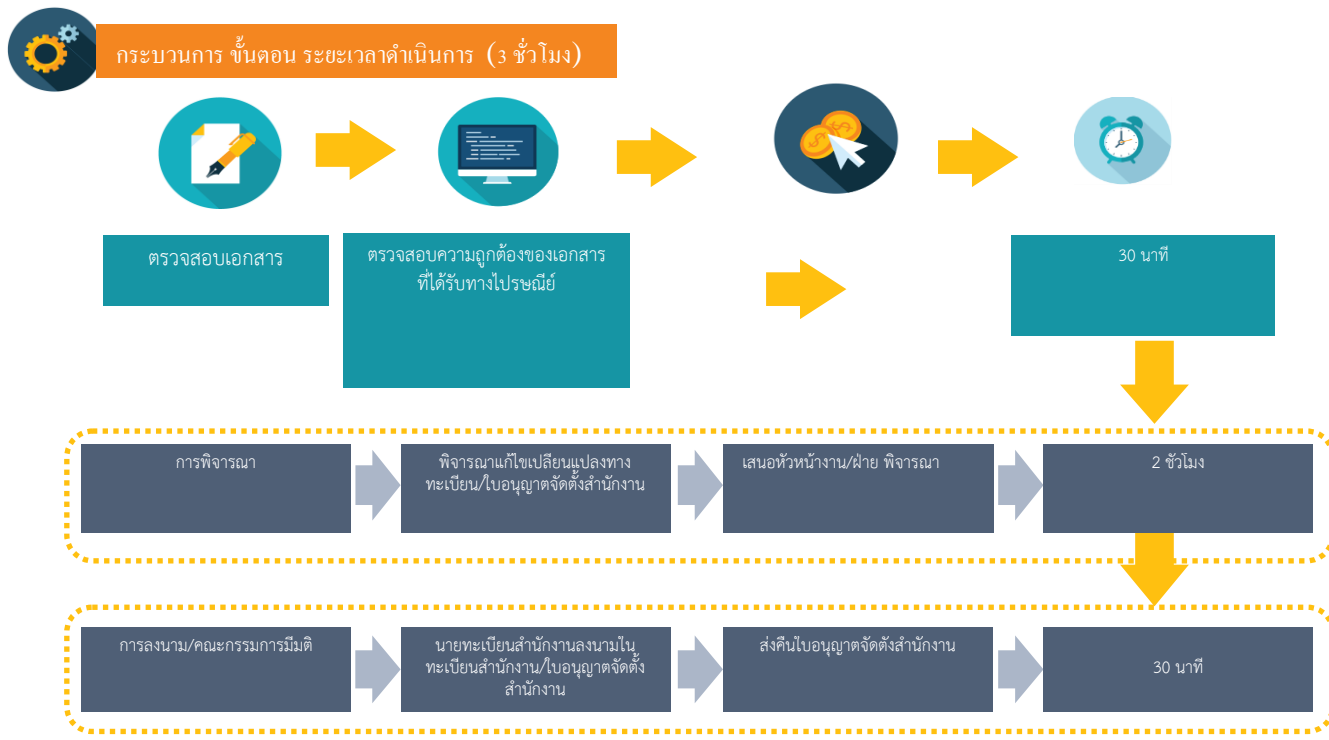 กระบวนการ ขั้นตอน ระยะเวลาดำเนินการ (3 ชั่วโมง)
ตรวจสอบเอกสาร
ตรวจสอบความถูกต้องของเอกสาร
ที่ได้รับทางไปรษณีย์
30 นาที
การพิจารณา
พิจารณาแก้ไขเปลี่ยนแปลงทาง
ทะเบียน/ใบอนุญาตจัดตั้งสำนักงาน
เสนอหัวหน้างาน/ฝ่าย พิจารณา
2 ชัวโมง
การลงนาม/คณะกรรมการมีมติ
นายทะเบียนสำนักงานลงนามใน
ทะเบียนสำนักงาน/ใบอนุญาตจัดตั้ง
สำนักงาน
ส่งคืนใบอนุญาตจัดตังสำนักงาน
30 นาที